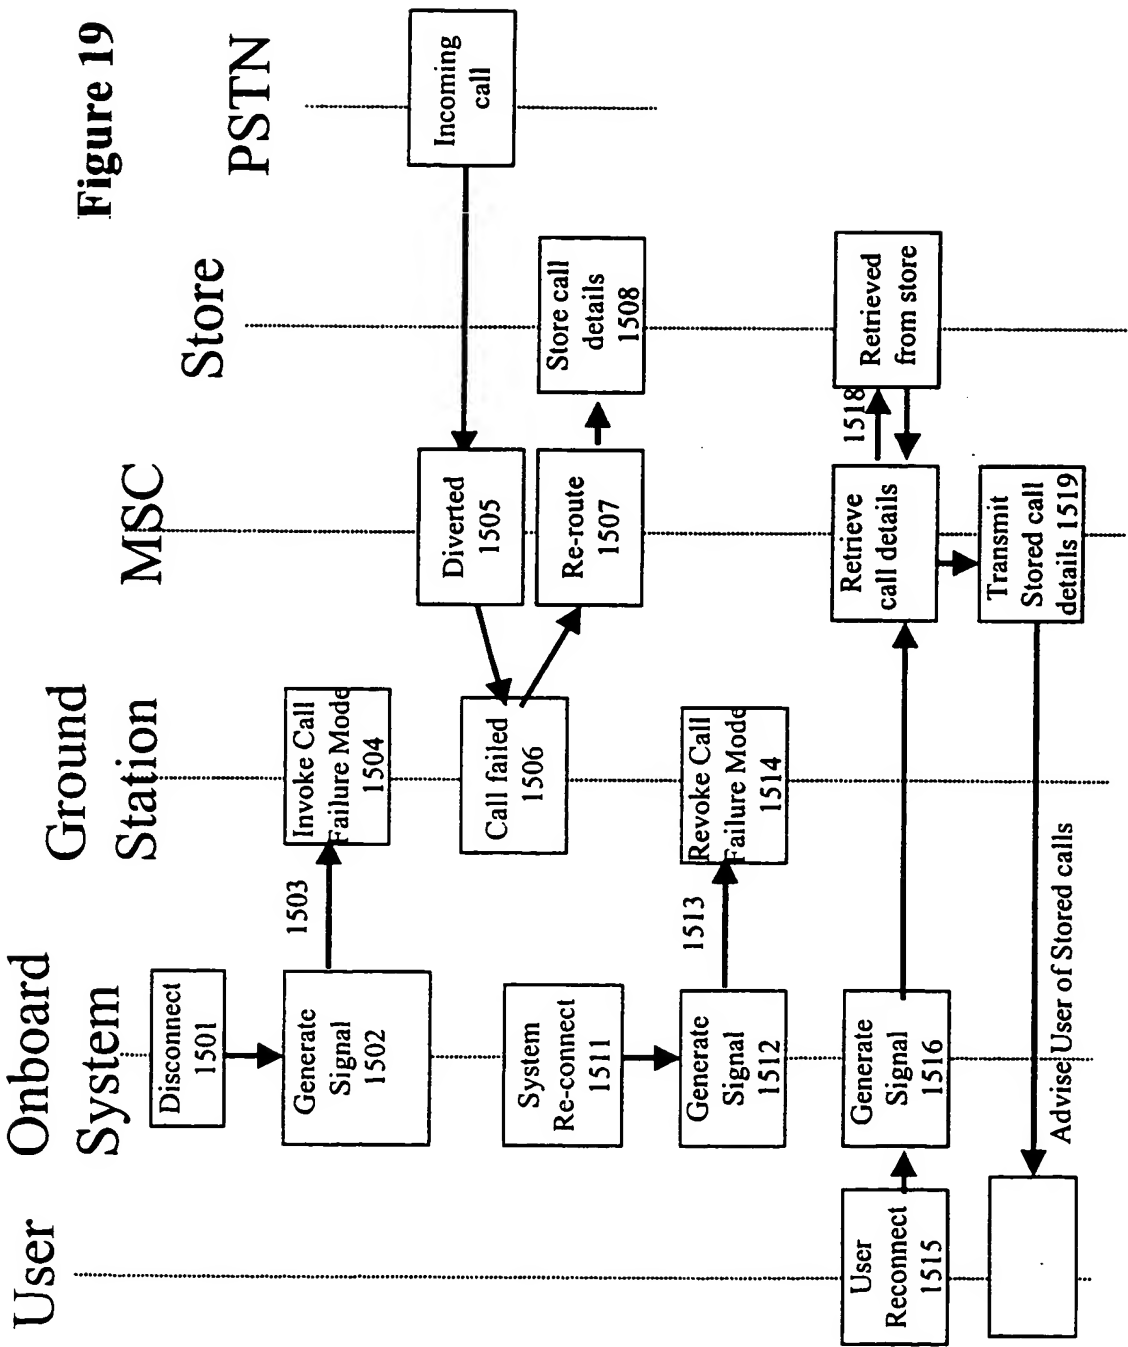 Figure 19
User
Onboard
System
Ground
Station
MSC
Store
PSTN
Disconnect
1501
Generate
Signal
1502
1503
Invoke Call
Failure Mode
1504
Incoming
call
Diverted
1505
Call failed
1506
Re-route
1507
Store call
details
1508
System
Re-connect
1511
Generate
Signal
1512
1513
Revoke Call
Failure Mode
1514
User
Reconnect
1515
Generate
Signal
1516
Retrieve
call details
1518
Retrieved
from store
Transmit
Stored call
details 1519
Advise User of Stored calls